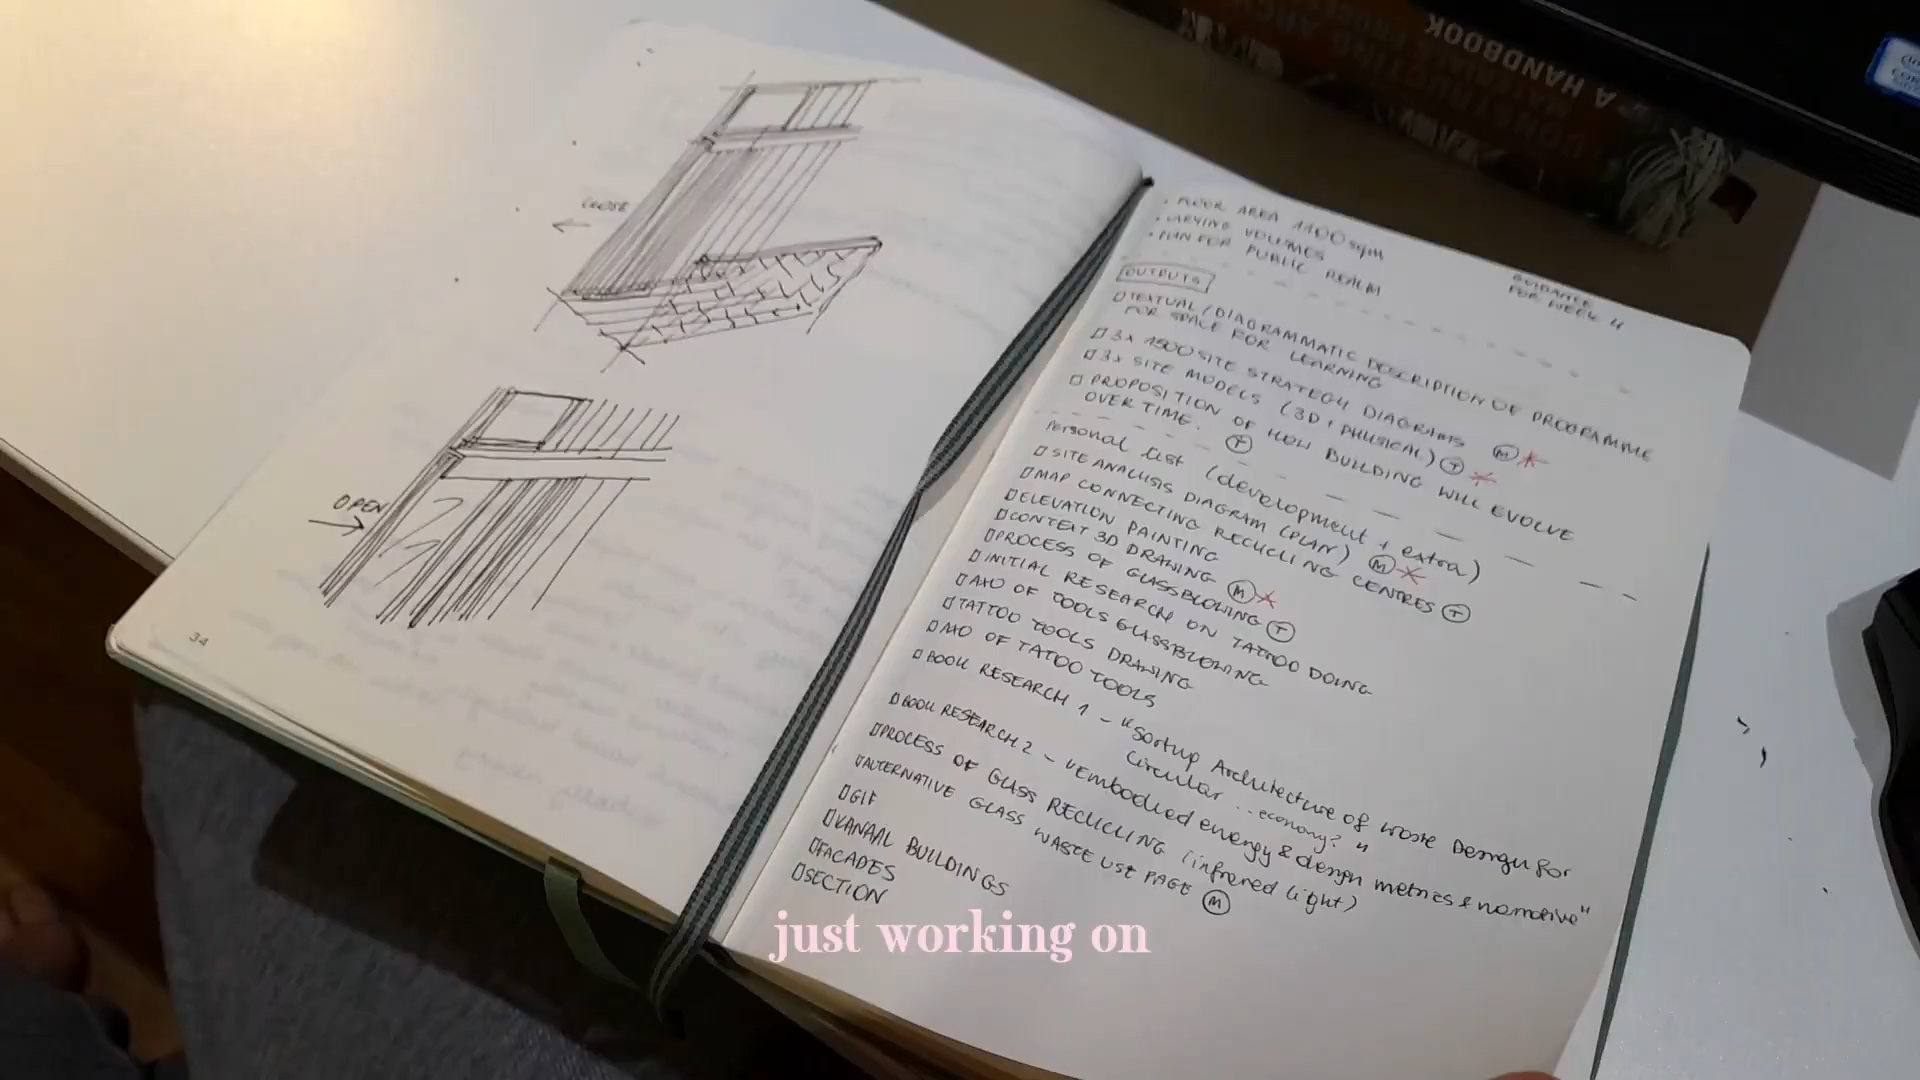 CLOSE
OPEN
34
• FLOOR AREA 1100 sqm
• VARYING VOLUMES
• PLAN FOR PUBLIC REALM
GUIDANCE
FOR WEEK 4
OUTPUTS
TEXTUAL / DIAGRAMMATIC DESCRIPTION OF PROGRAMME
FOR SPACE FOR LEARNING
3x 1500 SITE STRATEGY DIAGRAMS M *
3x SITE MODELS (3D, PHYSICAL) T *
PROPOSITION OF HOW BUILDING WILL EVOLVE
OVER TIME. T
Personal list (development + extra)
SITE ANALYSIS DIAGRAM (PLAN) M *
MAP CONNECTING RECYCLING CENTRES T
ELEVATION PAINTING
CONTEXT 3D DRAWING M *
PROCESS OF GLASSBLOWING T
INITIAL RESEARCH ON TATTOO DOING
AXO OF TOOLS GLASSBLOWING
TATTOO TOOLS DRAWING
AXO OF TATOO TOOLS
BOOK RESEARCH 1 - "Architecture of waste Design for
Circular .. economy? "
BOOK RESEARCH 2 - "Embodied energy & design metrics & narrative"
PROCESS OF GLASS RECYCLING (infrared light)
ALTERNATIVE GLASS WASTE USE PAGE M
GIF
KANAAL BUILDINGS
FACADES
SECTION
just working on
A HANDBOOK